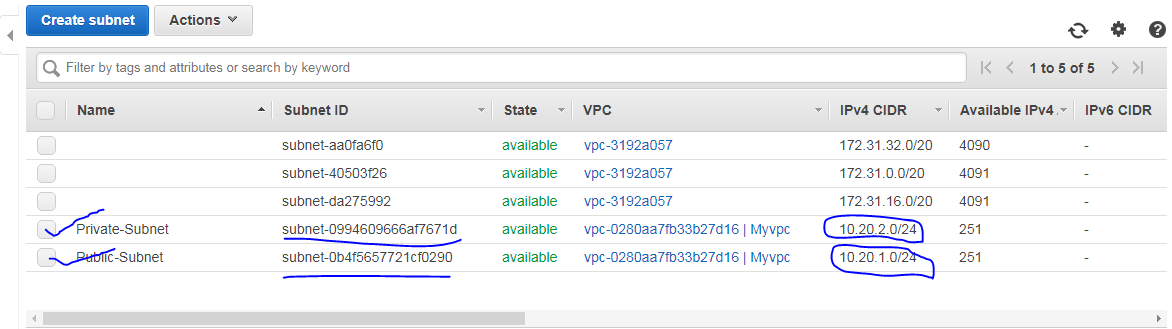 Create subnet Actions
Filter by tags and attributes or search by keyword 1 to 5 of 5
Name Subnet ID State VPC IPv4 CIDR Available IPv4 IPv6 CIDR
subnet-aa0fa6f0 available vpc-3192a057 172.31.32.0/20 4090 -
subnet-40503f26 available vpc-3192a057 172.31.0.0/20 4091 -
subnet-da275992 available vpc-3192a057 172.31.16.0/20 4091 -
Private-Subnet subnet-0994609666af7671d available vpc-0280aa7fb33b27d16 | Myvpc 10.20.2.0/24 251 -
Public-Subnet subnet-0b4f5657721cf0290 available vpc-0280aa7fb33b27d16 | Myvpc 10.20.1.0/24 251 -